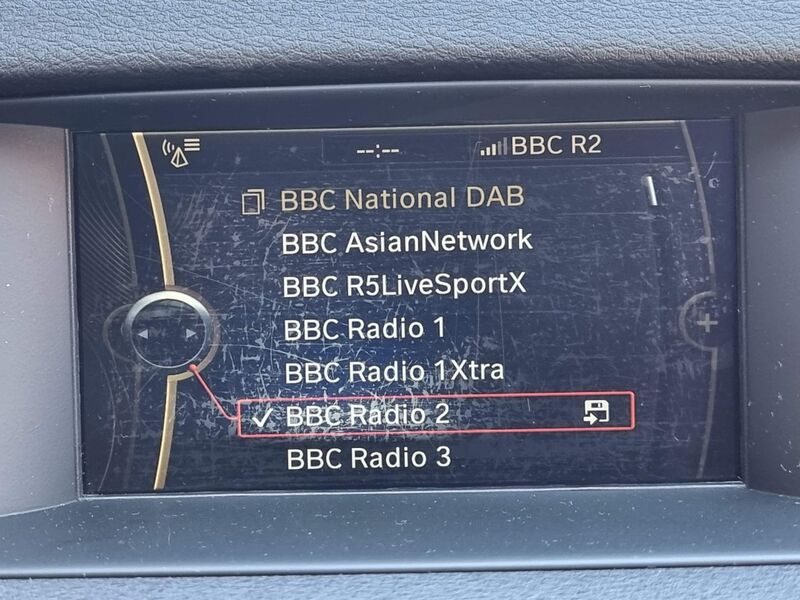 --:-- BBC R2
BBC National DAB
BBC AsianNetwork
BBC R5LiveSportX
BBC Radio 1
BBC Radio 1Xtra
BBC Radio 2
BBC Radio 3